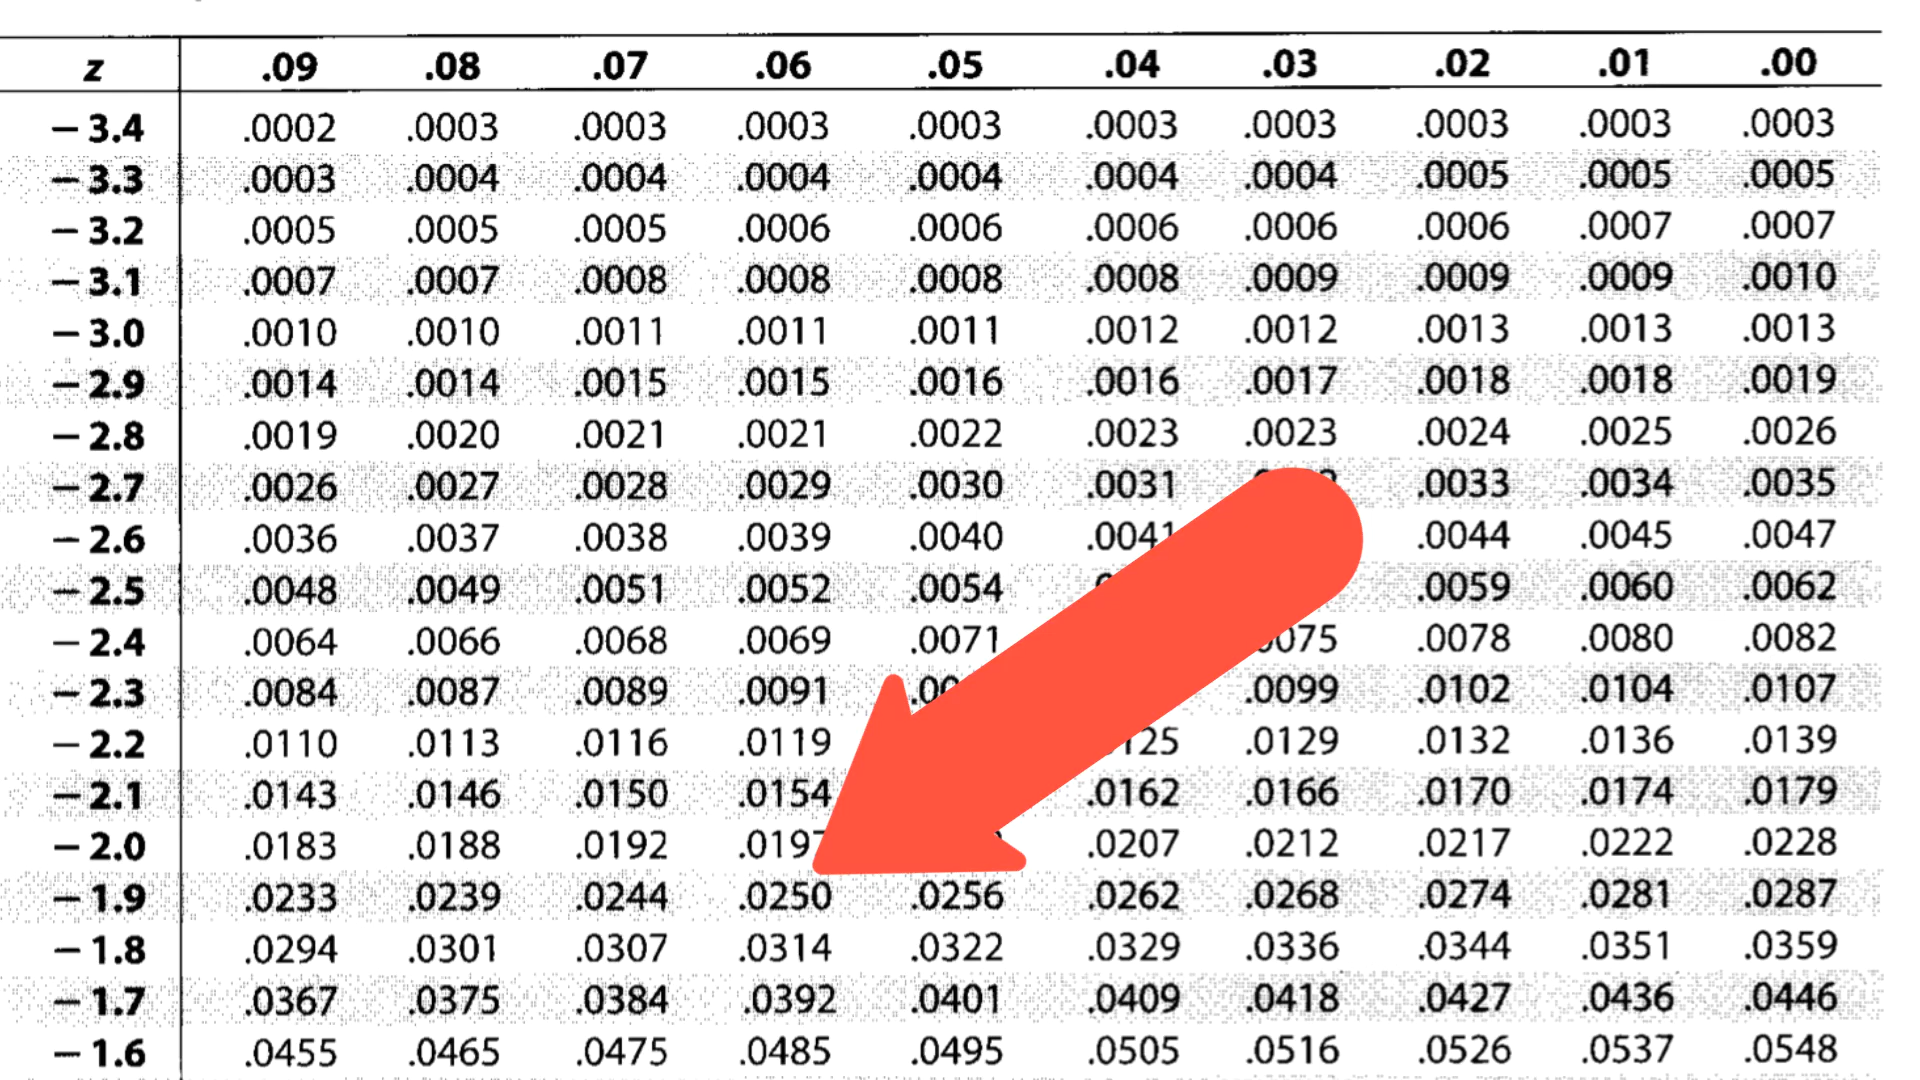 z .09 .08 .07 .06 .05 .04 .03 .02 .01 .00
− 3.4 .0002 .0003 .0003 .0003 .0003 .0003 .0003 .0003 .0003 .0003
− 3.3 .0003 .0004 .0004 .0004 .0004 .0004 .0004 .0005 .0005 .0005
− 3.2 .0005 .0005 .0005 .0006 .0006 .0006 .0006 .0006 .0007 .0007
− 3.1 .0007 .0007 .0008 .0008 .0008 .0008 .0009 .0009 .0009 .0010
− 3.0 .0010 .0010 .0011 .0011 .0011 .0012 .0012 .0013 .0013 .0013
− 2.9 .0014 .0014 .0015 .0015 .0016 .0016 .0017 .0018 .0018 .0019
− 2.8 .0019 .0020 .0021 .0021 .0022 .0023 .0023 .0024 .0025 .0026
− 2.7 .0026 .0027 .0028 .0029 .0030 .0031 .0033 .0034 .0035
− 2.6 .0036 .0037 .0038 .0039 .0040 .0041 .0044 .0045 .0047
− 2.5 .0048 .0049 .0051 .0052 .0054 .0059 .0060 .0062
− 2.4 .0064 .0066 .0068 .0069 .0071 .0078 .0080 .0082
− 2.3 .0084 .0087 .0089 .0091 .0099 .0102 .0104 .0107
− 2.2 .0110 .0113 .0116 .0119 .0129 .0132 .0136 .0139
− 2.1 .0143 .0146 .0150 .0154 .0162 .0166 .0170 .0174 .0179
− 2.0 .0183 .0188 .0192 .0197 .0207 .0212 .0217 .0222 .0228
− 1.9 .0233 .0239 .0244 .0250 .0256 .0262 .0268 .0274 .0281 .0287
− 1.8 .0294 .0301 .0307 .0314 .0322 .0329 .0336 .0344 .0351 .0359
− 1.7 .0367 .0375 .0384 .0392 .0401 .0409 .0418 .0427 .0436 .0446
− 1.6 .0455 .0465 .0475 .0485 .0495 .0505 .0516 .0526 .0537 .0548